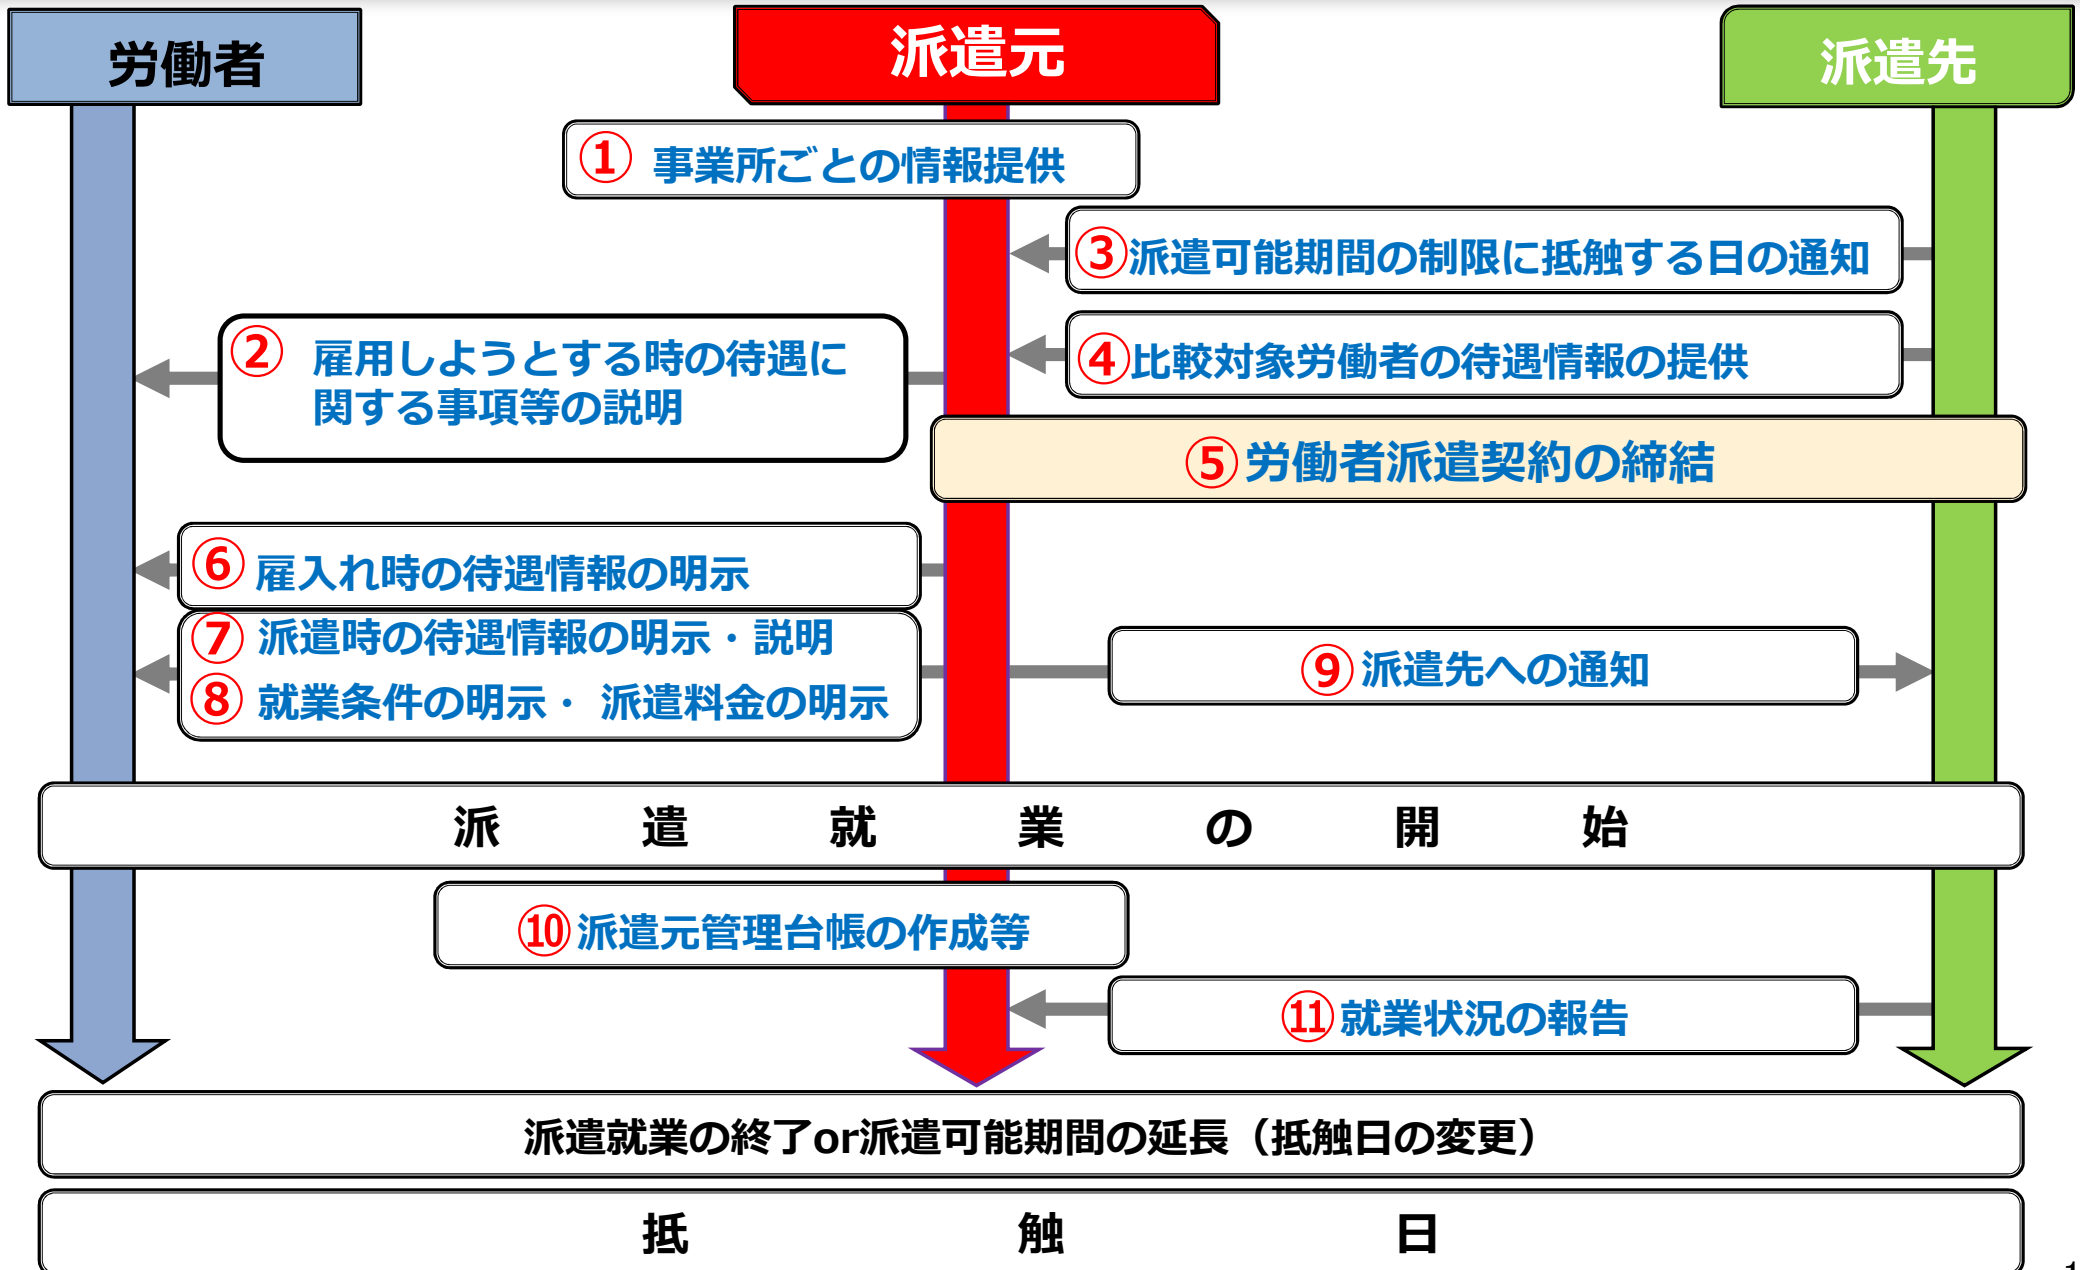 労働者
派遣元
派遣先
① 事業所ごとの情報提供
③派遣可能期間の制限に抵触する日の通知
② 雇用しようとする時の待遇に
関する事項等の説明
④比較対象労働者の待遇情報の提供
⑤労働者派遣契約の締結
⑥ 雇入れ時の待遇情報の明示
⑦ 派遣時の待遇情報の明示・説明
⑧ 就業条件の明示・ 派遣料金の明示
⑨派遣先への通知
派遣就業の開始
⑩派遣元管理台帳の作成等
⑪就業状況の報告
派遣就業の終了or派遣可能期間の延長（抵触日の変更）
抵触日